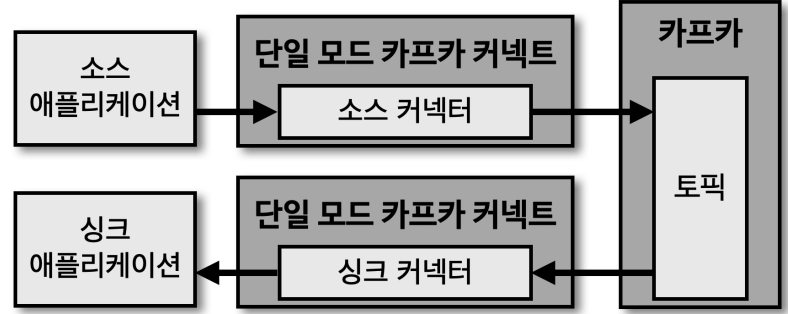 소스
애플리케이션
단일 모드 카프카 커넥트
소스 커넥터
카프카
토픽
싱크
애플리케이션
단일 모드 카프카 커넥트
싱크 커넥터